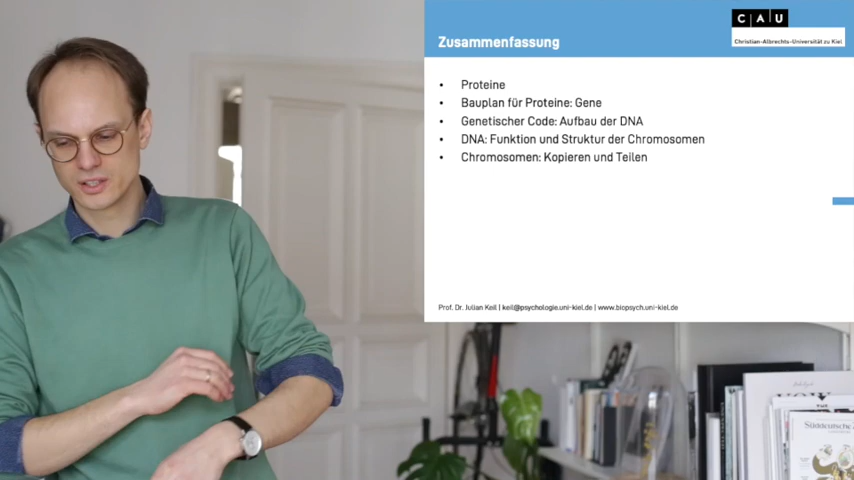 C A U
Christian-Albrechts-Universität zu Kiel
Zusammenfassung
• Proteine
• Bauplan für Proteine: Gene
• Genetischer Code: Aufbau der DNA
• DNA: Funktion und Struktur der Chromosomen
• Chromosomen: Kopieren und Teilen
Prof. Dr. Julian Keil | keil@psychologie.uni-kiel.de | www.biopsych.uni-kiel.de
Süddeutsche